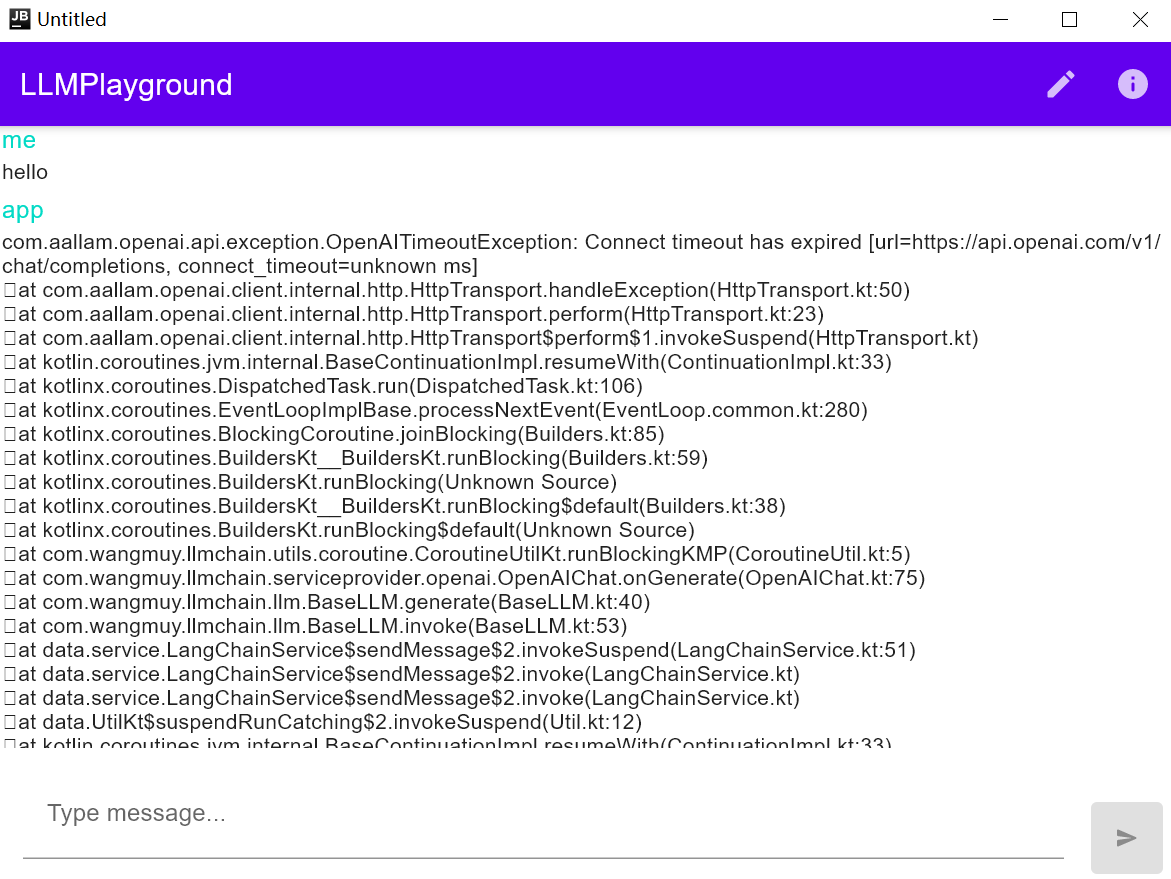 JB Untitled
LLMPlayground
me
hello
app
com.aallam.openai.api.exception.OpenAITimeoutException: Connect timeout has expired [url=https://api.openai.com/v1/
chat/completions, connect_timeout=unknown ms]
at com.aallam.openai.client.internal.http.HttpTransport.handleException(HttpTransport.kt:50)
at com.aallam.openai.client.internal.http.HttpTransport.perform(HttpTransport.kt:23)
at com.aallam.openai.client.internal.http.HttpTransport$perform$1.invokeSuspend(HttpTransport.kt)
at kotlin.coroutines.jvm.internal.BaseContinuationImpl.resumeWith(ContinuationImpl.kt:33)
at kotlinx.coroutines.DispatchedTask.run(DispatchedTask.kt:106)
at kotlinx.coroutines.EventLoopImplBase.processNextEvent(EventLoop.common.kt:280)
at kotlinx.coroutines.BlockingCoroutine.joinBlocking(Builders.kt:85)
at kotlinx.coroutines.BuildersKt__BuildersKt.runBlocking(Builders.kt:59)
at kotlinx.coroutines.BuildersKt.runBlocking(Unknown Source)
at kotlinx.coroutines.BuildersKt__BuildersKt.runBlocking$default(Builders.kt:38)
at kotlinx.coroutines.BuildersKt.runBlocking$default(Unknown Source)
at com.wangmuy.llmchain.utils.coroutine.CoroutineUtilKt.runBlockingKMP(CoroutineUtil.kt:5)
at com.wangmuy.llmchain.serviceprovider.openai.OpenAIChat.onGenerate(OpenAIChat.kt:75)
at com.wangmuy.llmchain.llm.BaseLLM.generate(BaseLLM.kt:40)
at com.wangmuy.llmchain.llm.BaseLLM.invoke(BaseLLM.kt:53)
at data.service.LangChainService$sendMessage$2.invokeSuspend(LangChainService.kt:51)
at data.service.LangChainService$sendMessage$2.invoke(LangChainService.kt)
at data.service.LangChainService$sendMessage$2.invoke(LangChainService.kt)
at data.UtilKt$suspendRunCatching$2.invokeSuspend(Util.kt:12)
at kotlin.coroutines.jvm.internal.BaseContinuationImpl.resumeWith(ContinuationImpl.kt:33)
Type message...